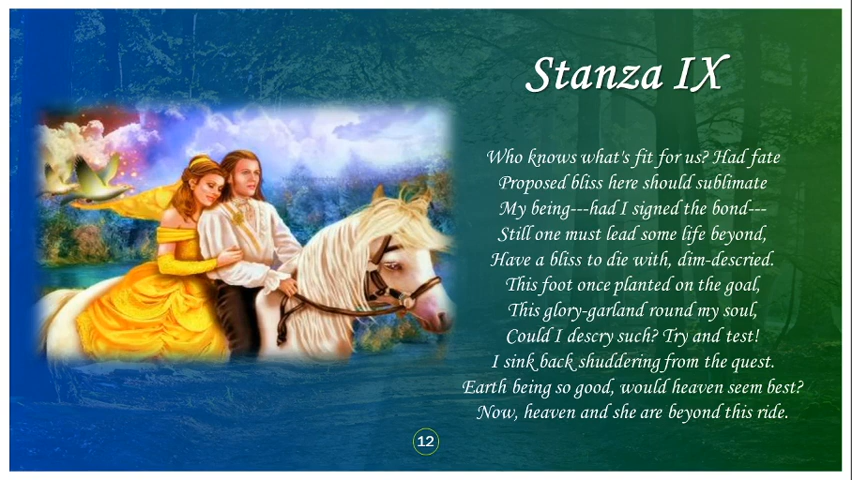 Stanza IX
Who knows what's fit for us? Had fate
Proposed bliss here should sublimate
My being---had I signed the bond---
Still one must lead some life beyond,
Have a bliss to die with, dim-descried.
This foot once planted on the goal,
This glory-garland round my soul,
Could I descry such? Try and test!
I sink back shuddering from the quest.
Earth being so good, would heaven seem best?
Now, heaven and she are beyond this ride.
12